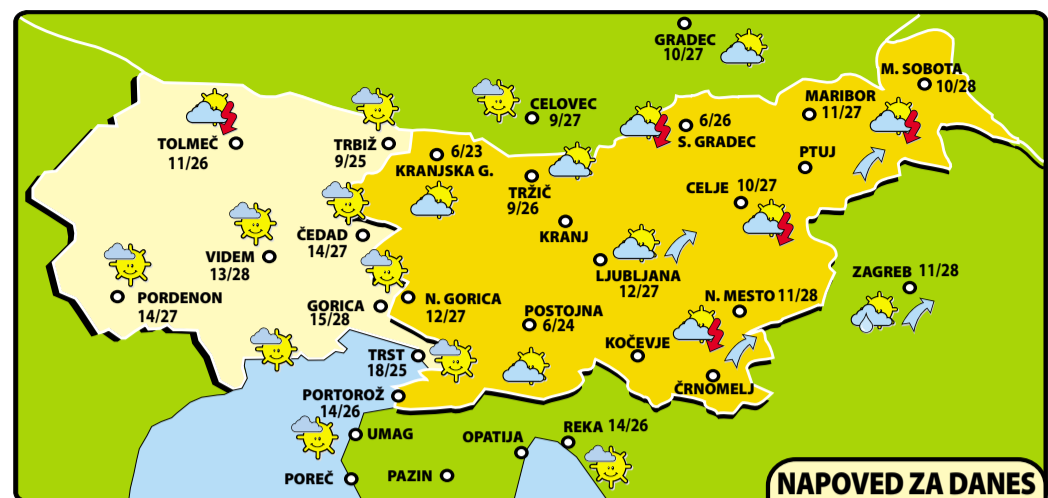 GRADEC
10/27
M. SOBOTA
10/28
MARIBOR
11/27
CELOVEC
9/27
6/26
S. GRADEC
TOLMEČ
11/26
TRBIŽ
9/25
6/23
KRANJSKA G.
PTUJ
TRŽIČ
9/26
CELJE 10/27
KRANJ
ČEDAD
14/27
VIDEM
13/28
LJUBLJANA
12/27
ZAGREB 11/28
PORDENON
14/27
GORICA
15/28
N. GORICA
12/27
POSTOJNA
6/24
N. MESTO 11/28
KOČEVJE
TRST
18/25
ČRNOMELJ
PORTOROŽ
14/26
UMAG
OPATIJA
REKA 14/26
POREČ
PAZIN
NAPOVED ZA DANES